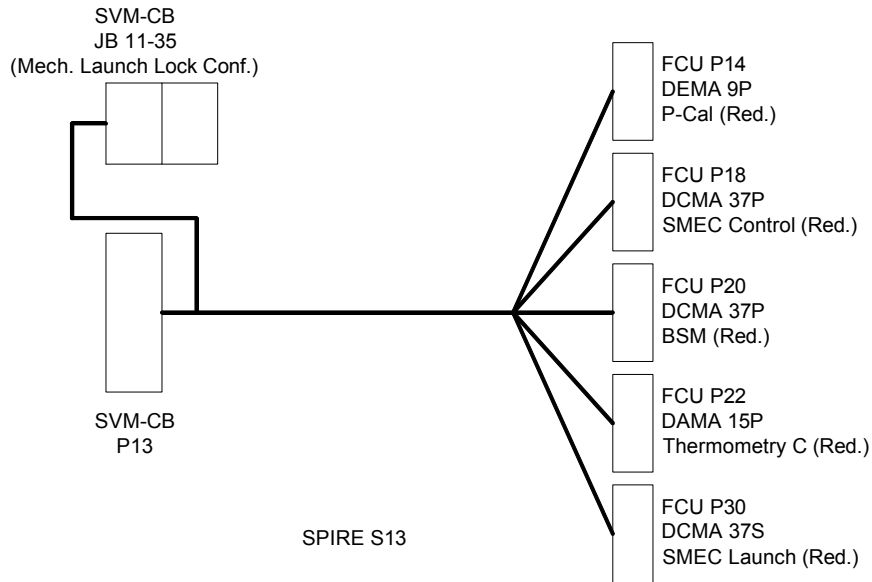 SVM-CB
JB 11-35
(Mech. Launch Lock Conf.)
FCU P14
DEMA 9P
P-Cal (Red.)
FCU P18
DCMA 37P
SMEC Control (Red.)
FCU P20
DCMA 37P
BSM (Red.)
FCU P22
DAMA 15P
Thermometry C (Red.)
SVM-CB
P13
FCU P30
DCMA 37S
SMEC Launch (Red.)
SPIRE S13